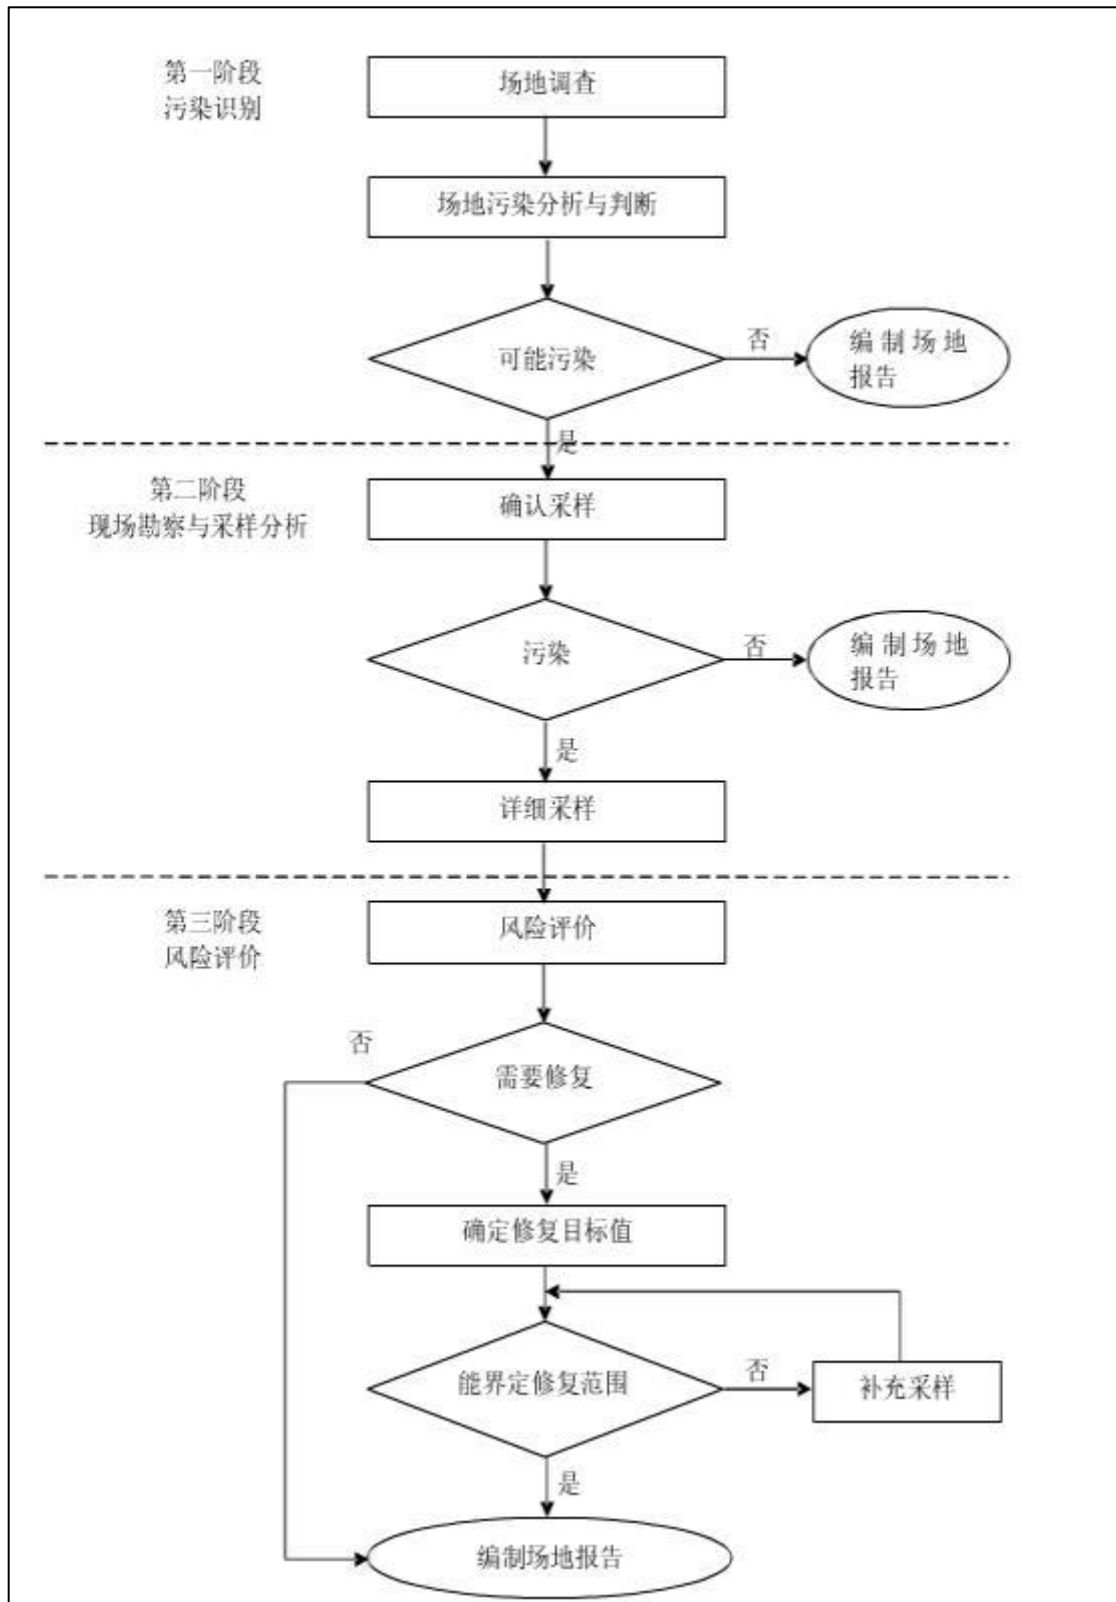 第一阶段
污染识别
场地调查
场地污染分析与判断
可能污染
否
编制场地
报告
是
第二阶段
现场勘察与采样分析
确认采样
污染
否
编制场地
报告
是
详细采样
第三阶段
风险评价
风险评价
否
需要修复
是
确定修复目标值
能界定修复范围
否
补充采样
是
编制场地报告